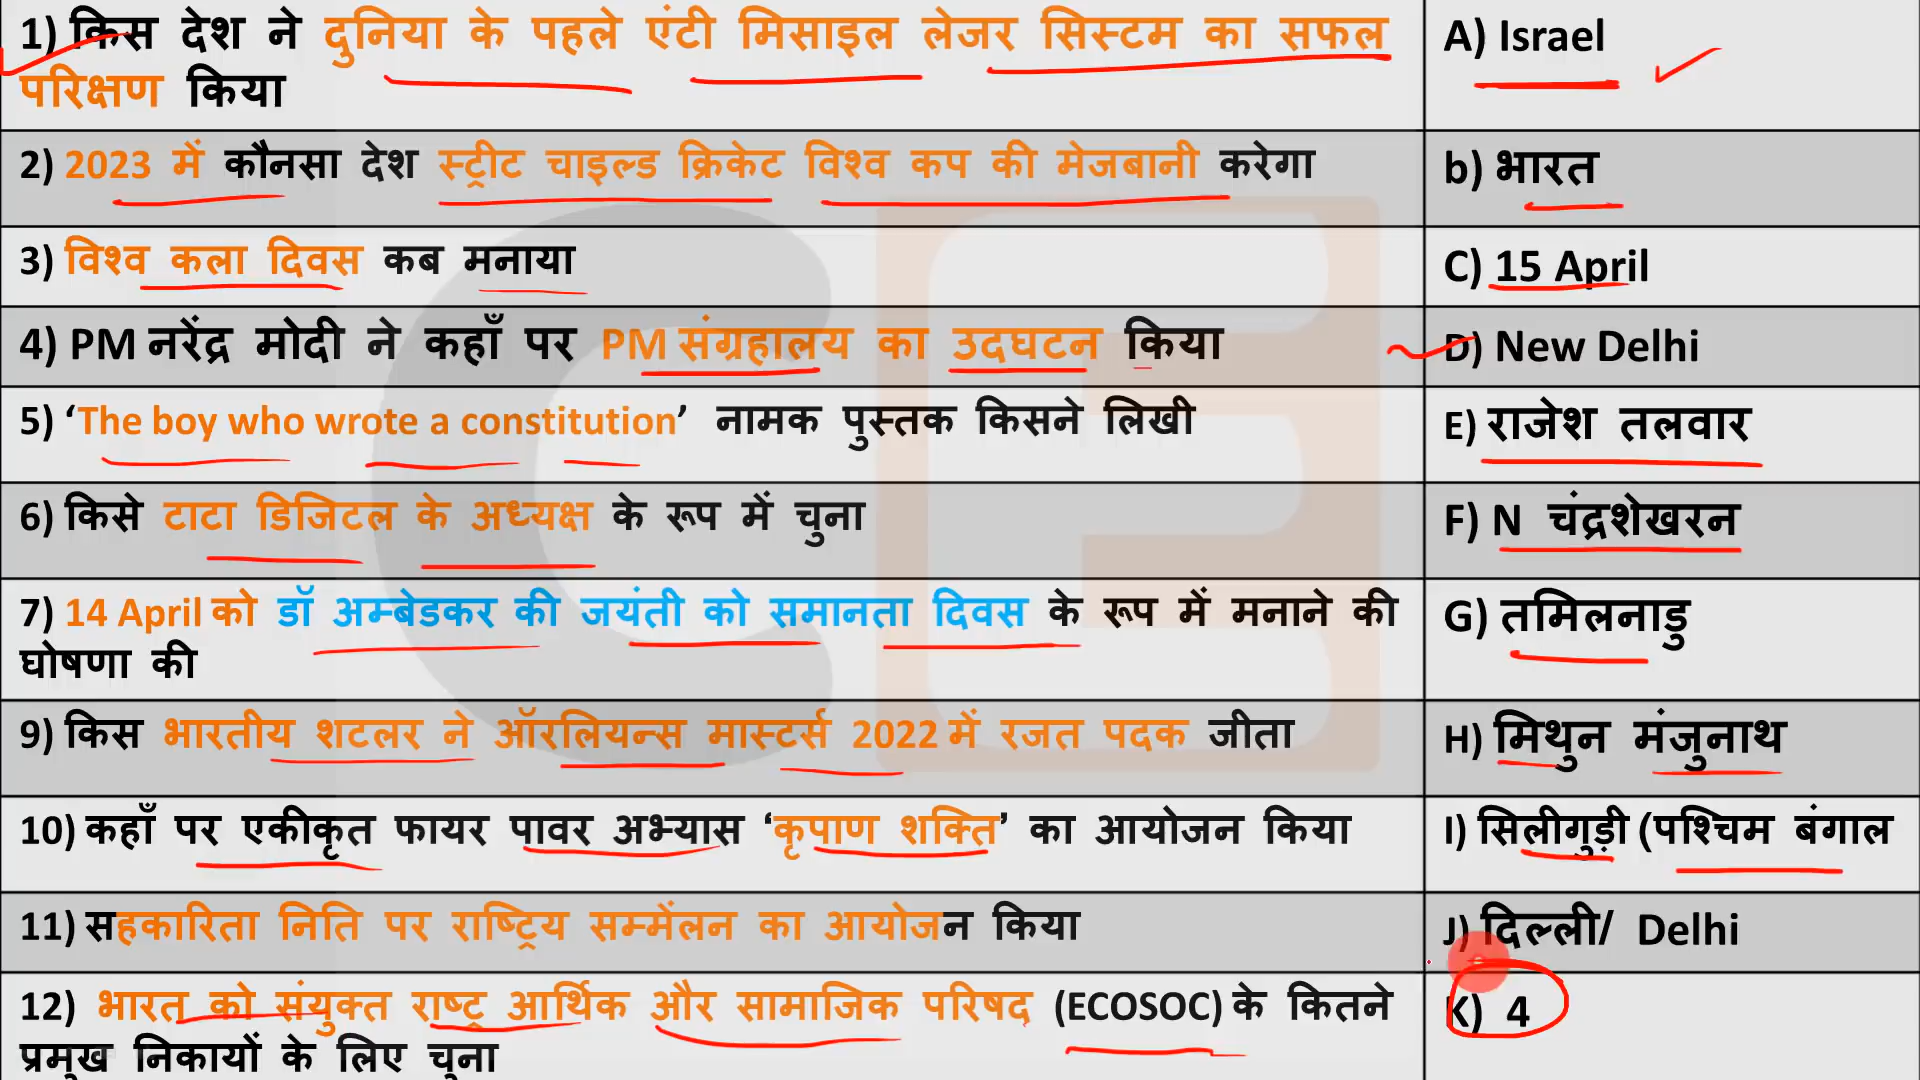 1) किस देश ने दुनिया के पहले एंटी मिसाइल लेजर सिस्टम का सफल
परिक्षण किया
A) Israel
2) 2023 में कौनसा देश स्ट्रीट चाइल्ड क्रिकेट विश्व कप की मेजबानी करेगा
b) भारत
3) विश्व कला दिवस कब मनाया
C) 15 April
4) PM नरेंद्र मोदी ने कहाँ पर PM संग्रहालय का उदघटन किया
D) New Delhi
5) ‘The boy who wrote a constitution’ नामक पुस्तक किसने लिखी
E) राजेश तलवार
6) किसे टाटा डिजिटल के अध्यक्ष के रूप में चुना
F) N चंद्रशेखरन
7) 14 April को डॉ अम्बेडकर की जयंती को समानता दिवस के रूप में मनाने की
घोषणा की
G) तमिलनाडु
9) किस भारतीय शटलर ने ऑरलियन्स मास्टर्स 2022 में रजत पदक जीता
H) मिथुन मंजुनाथ
10) कहाँ पर एकीकृत फायर पावर अभ्यास ‘कृपाण शक्ति’ का आयोजन किया
I) सिलीगुड़ी (पश्चिम बंगाल
11) सहकारिता निति पर राष्ट्रिय सम्मेंलन का आयोजन किया
J) दिल्ली/ Delhi
12) भारत को संयुक्त राष्ट्र आर्थिक और सामाजिक परिषद (ECOSOC) के कितने
प्रमुख निकायों के लिए चुना
K) 4